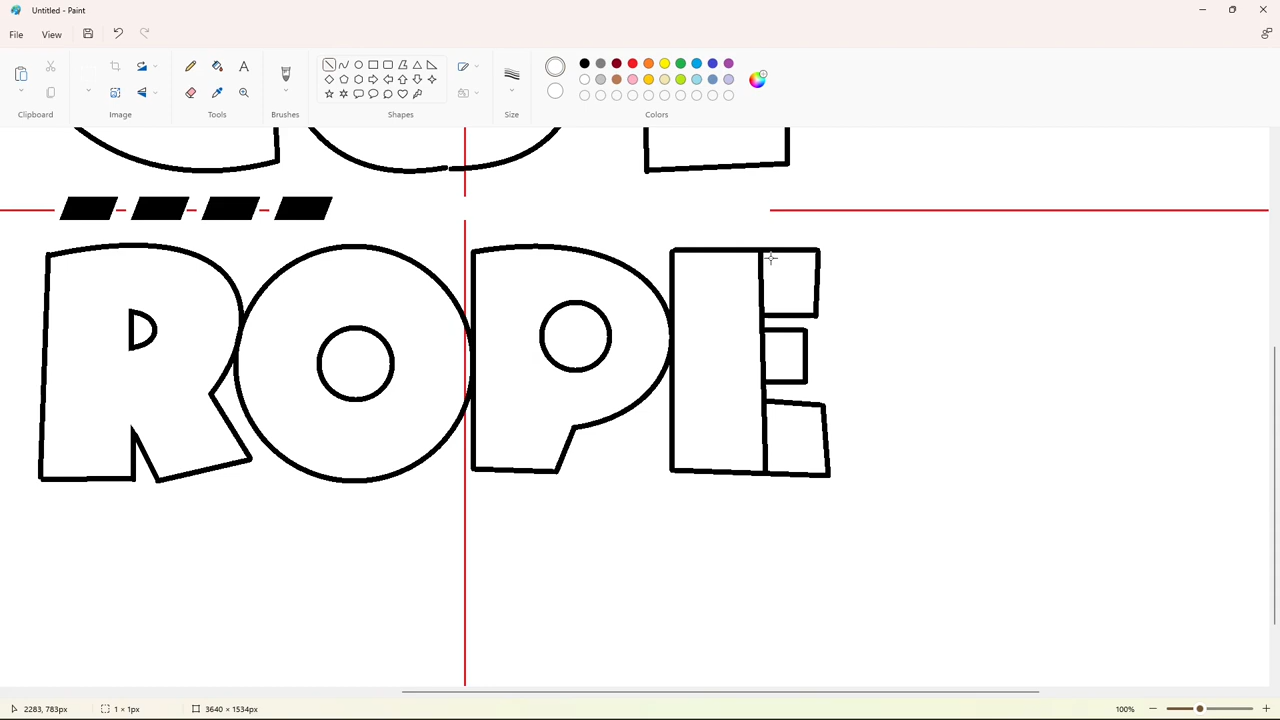 Untitled - Paint
File View
Clipboard Image Tools Brushes Shapes Size Colors
ROPE
2283, 783px 1 × 1px 3640 × 1534px 100%